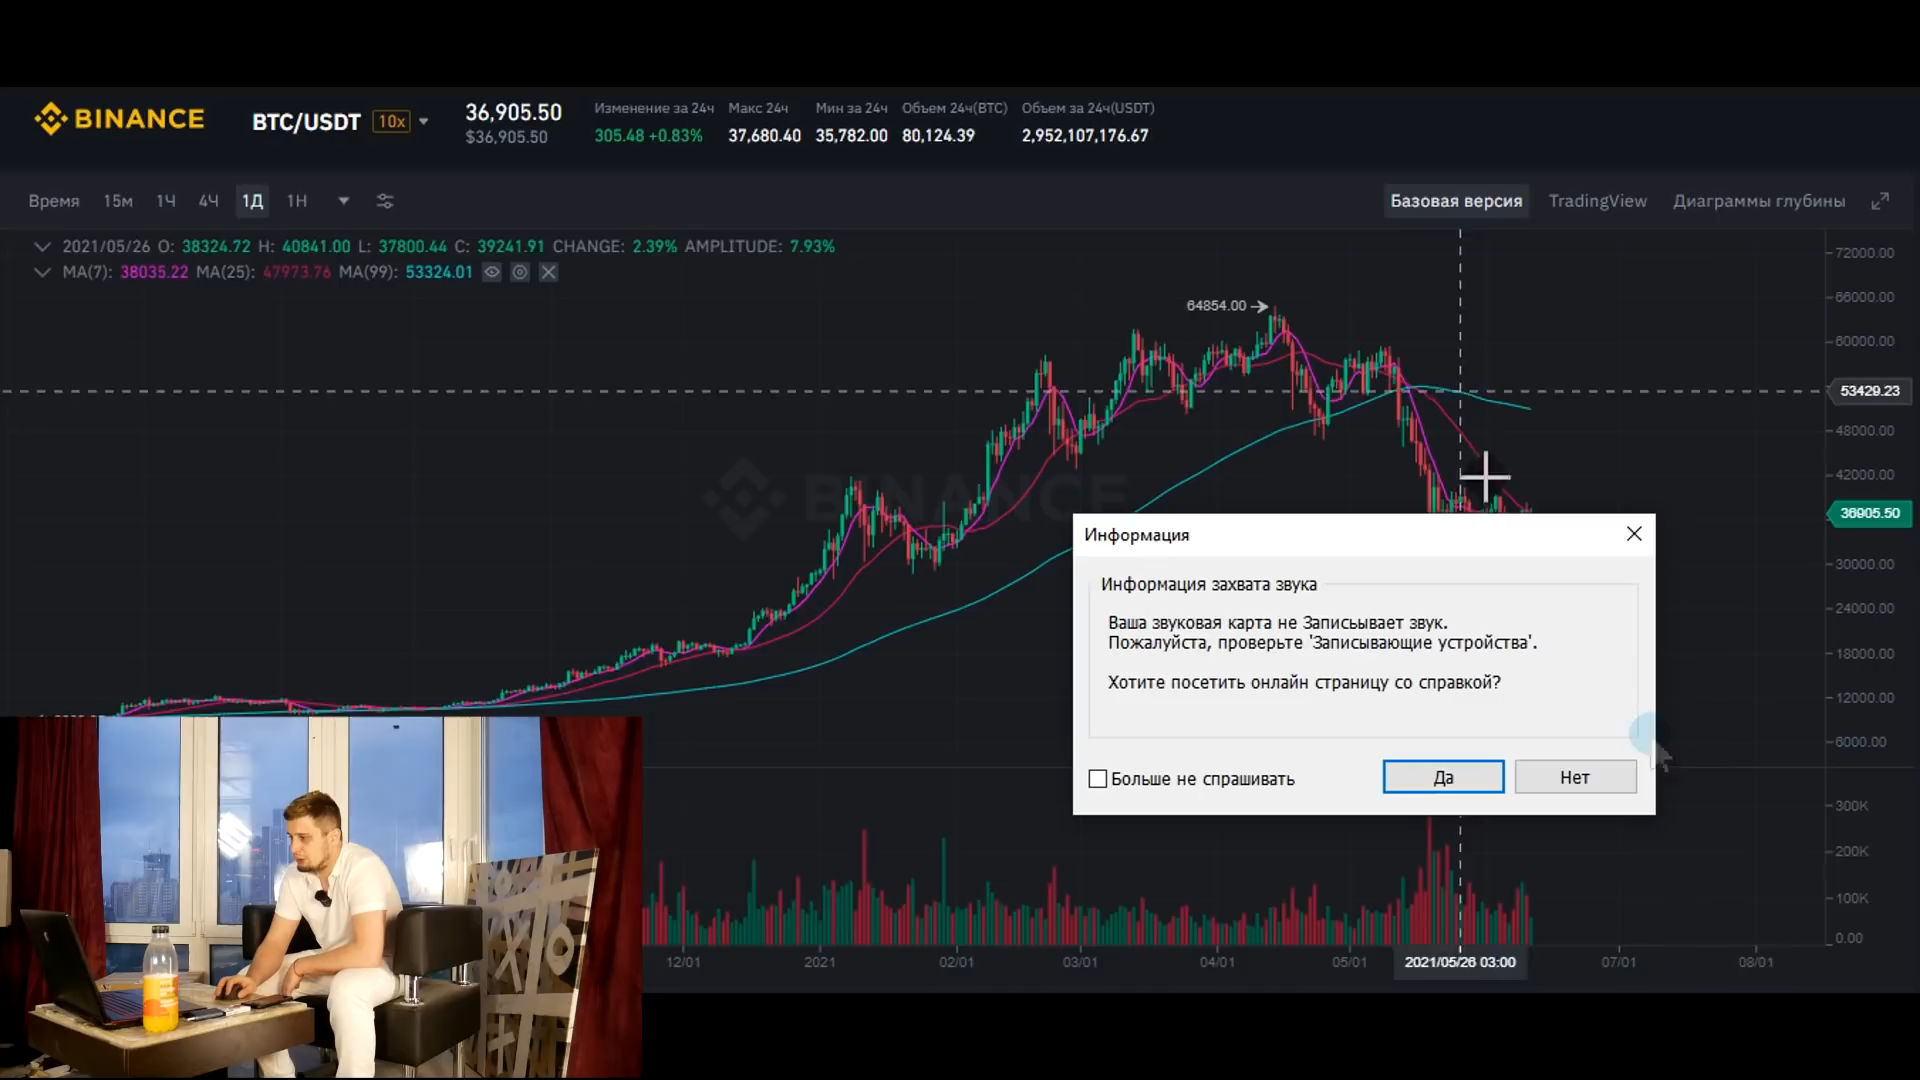 BINANCE
BTC/USDT 10x
36,905.50
$36,905.50
Изменение за 24ч
305.48 +0.83%
Макс 24ч
37,680.40
Мин за 24ч
35,782.00
Объем 24ч(BTC)
80,124.39
Объем за 24ч(USDT)
2,952,107,176.67
Время 15м 1Ч 4Ч 1Д 1Н
Базовая версия TradingView Диаграммы глубины
2021/05/26 O: 38324.72 H: 40841.00 L: 37800.44 C: 39241.91 CHANGE: 2.39% AMPLITUDE: 7.93%
MA(7): 38035.22 MA(25): 47973.76 MA(99): 53324.01
72000.00
66000.00
64854.00
60000.00
53429.23
48000.00
42000.00
36905.50
30000.00
24000.00
18000.00
12000.00
6000.00
BINANCE
Информация
Информация захвата звука
Ваша звуковая карта не Записьывает звук.
Пожалуйста, проверьте 'Записывающие устройства'.
Хотите посетить онлайн страницу со справкой?
Больше не спрашивать
Да
Нет
300K
200K
100K
0.00
12/01 2021 02/01 03/01 04/01 05/01 2021/05/26 03:00 07/01 08/01